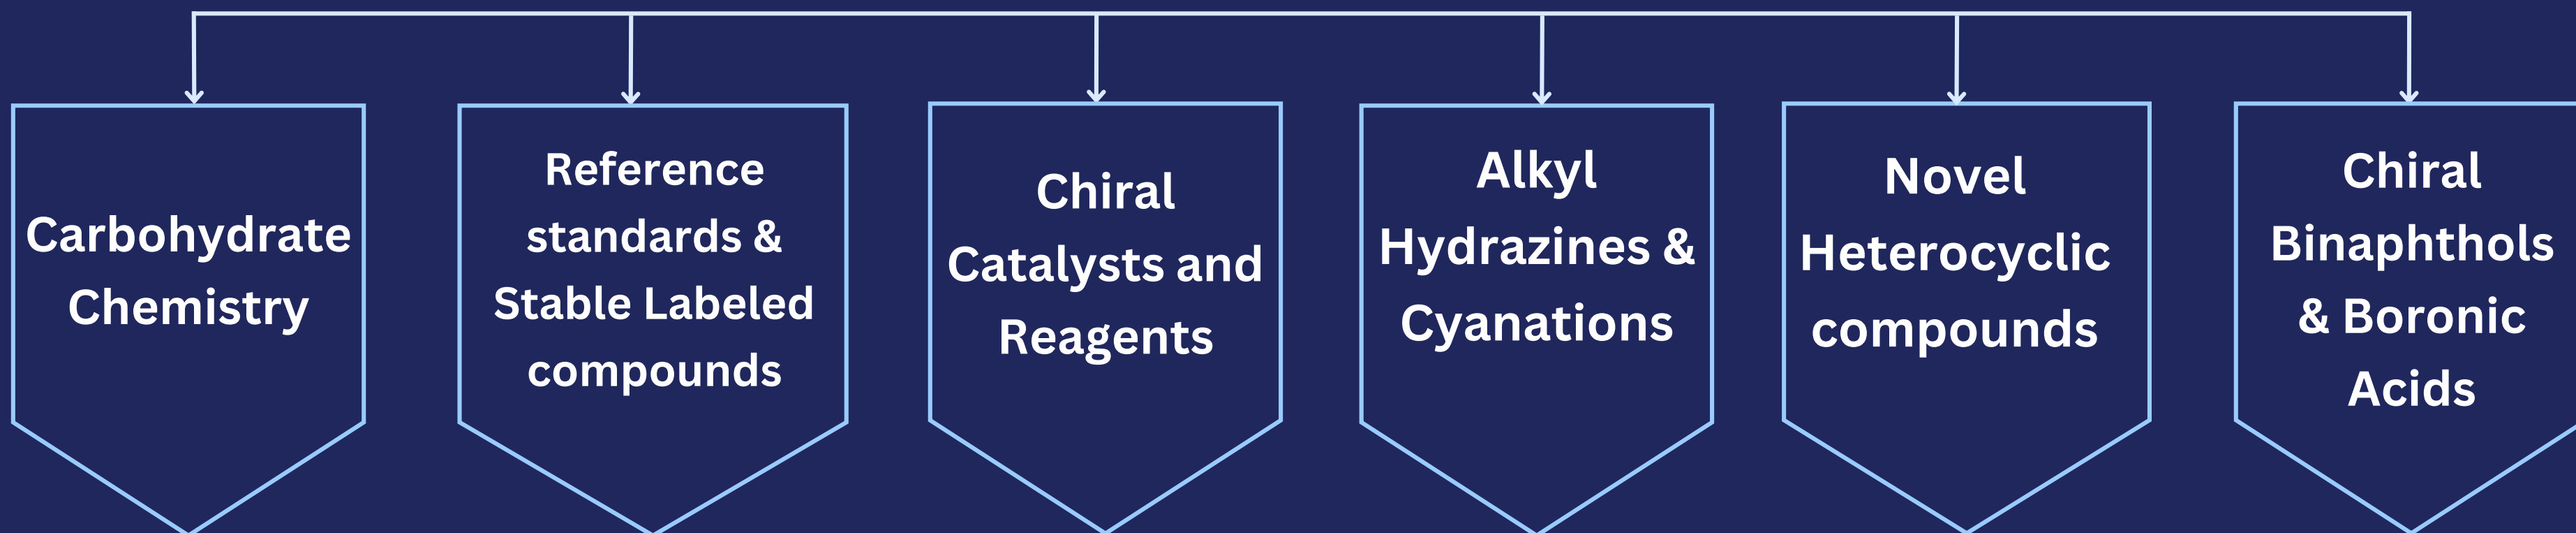 Carbohydrate
Chemistry
Reference
standards &
Stable Labeled
compounds
Chiral
Catalysts and
Reagents
Alkyl
Hydrazines &
Cyanations
Novel
Heterocyclic
compounds
Chiral
Binaphthols
& Boronic
Acids